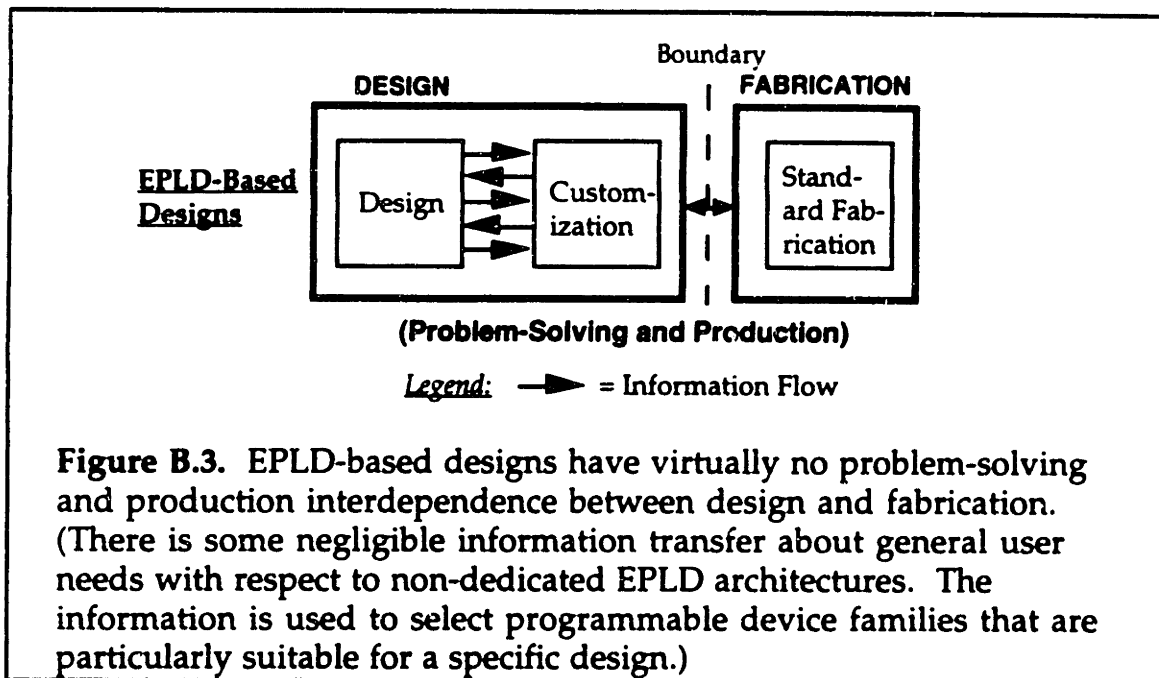 Boundary
DESIGN
FABRICATION
EPLD-Based
Designs
Design
Custom-
ization
Stand-
ard Fab-
rication
(Problem-Solving and Production)
Legend: = Information Flow
Figure B.3. EPLD-based designs have virtually no problem-solving
and production interdependence between design and fabrication.
(There is some negligible information transfer about general user
needs with respect to non-dedicated EPLD architectures. The
information is used to select programmable device families that are
particularly suitable for a specific design.)